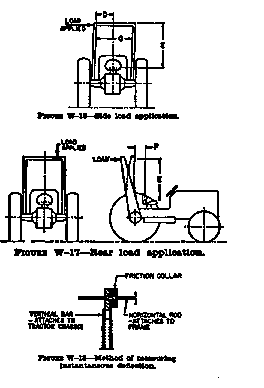 LOAD
APPLIED
D
G
E
FIGURE W-16—Side load application.
LOAD
APPLIED
LOAD
F
E
FIGURE W-17—Rear load application.
FRICTION COLLAR
VERTICAL BAR
—ATTACHES TO
TRACTOR CHASSIS
HORIZONTAL ROD
—ATTACHES TO
FRAME
FIGURE W-18—Method of measuring
instantaneous deflection.